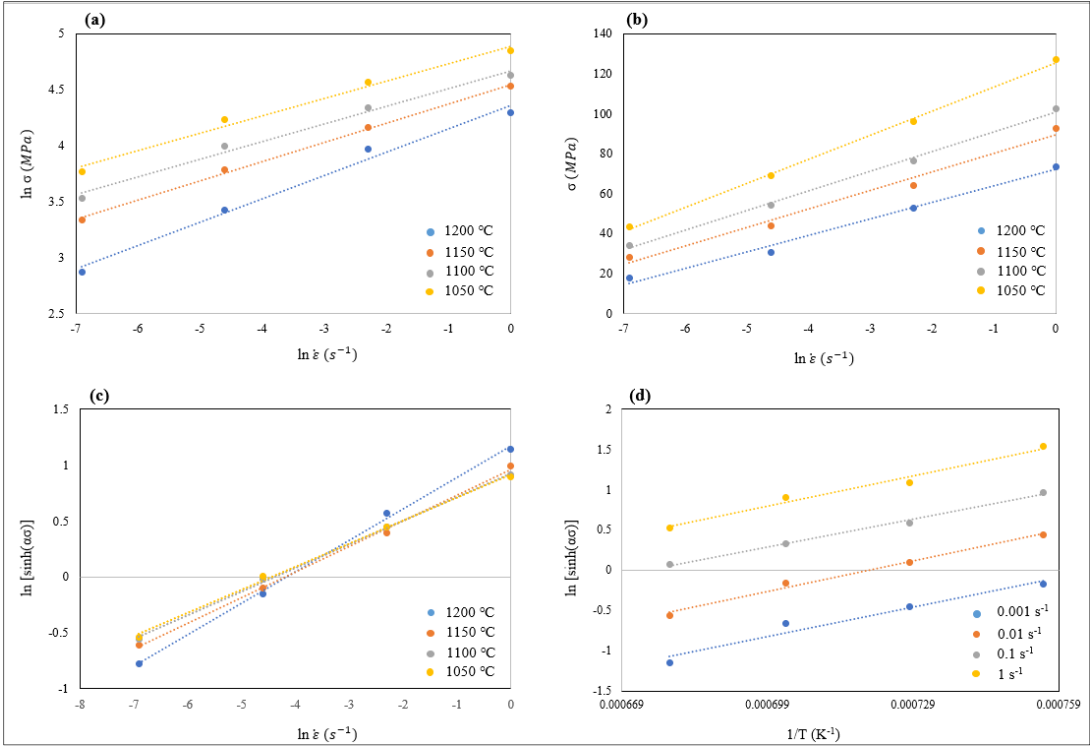 (a)
5
4.5
4
3.5
3
2.5
ln σ (MPa)
-7 -6 -5 -4 -3 -2 -1 0
ln ε̇ (s⁻¹)
1200 ℃
1150 ℃
1100 ℃
1050 ℃
(b)
140
120
100
80
60
40
20
0
σ (MPa)
-7 -6 -5 -4 -3 -2 -1 0
ln ε̇ (s⁻¹)
1200 ℃
1150 ℃
1100 ℃
1050 ℃
(c)
1.5
1
0.5
0
-0.5
-1
ln [sinh(ασ)]
-8 -7 -6 -5 -4 -3 -2 -1 0
ln ε̇ (s⁻¹)
1200 ℃
1150 ℃
1100 ℃
1050 ℃
(d)
2
1.5
1
0.5
0
-0.5
-1
-1.5
ln [sinh(ασ)]
0.000669 0.000699 0.000729 0.000759
1/T (K⁻¹)
0.001 s⁻¹
0.01 s⁻¹
0.1 s⁻¹
1 s⁻¹